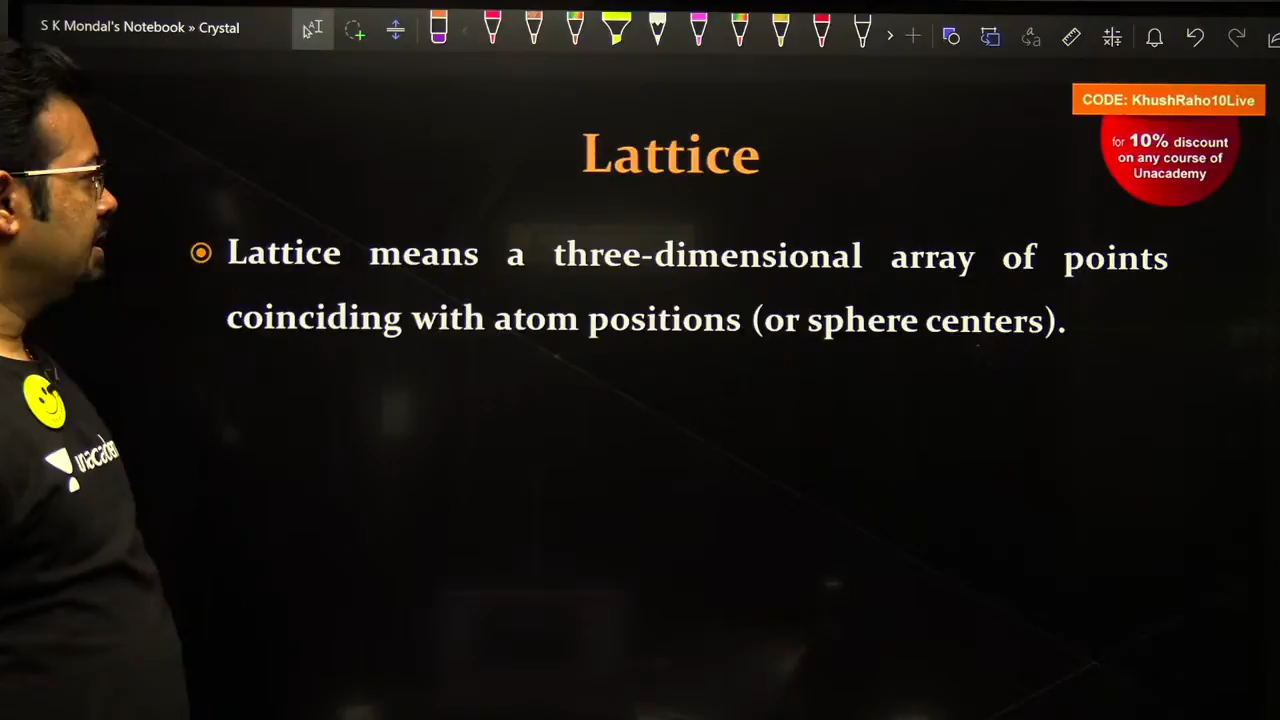 S K Mondal's Notebook » Crystal
CODE: KhushRaho10Live
for 10% discount
on any course of
Unacademy
Lattice
Lattice means a three-dimensional array of points
coinciding with atom positions (or sphere centers).